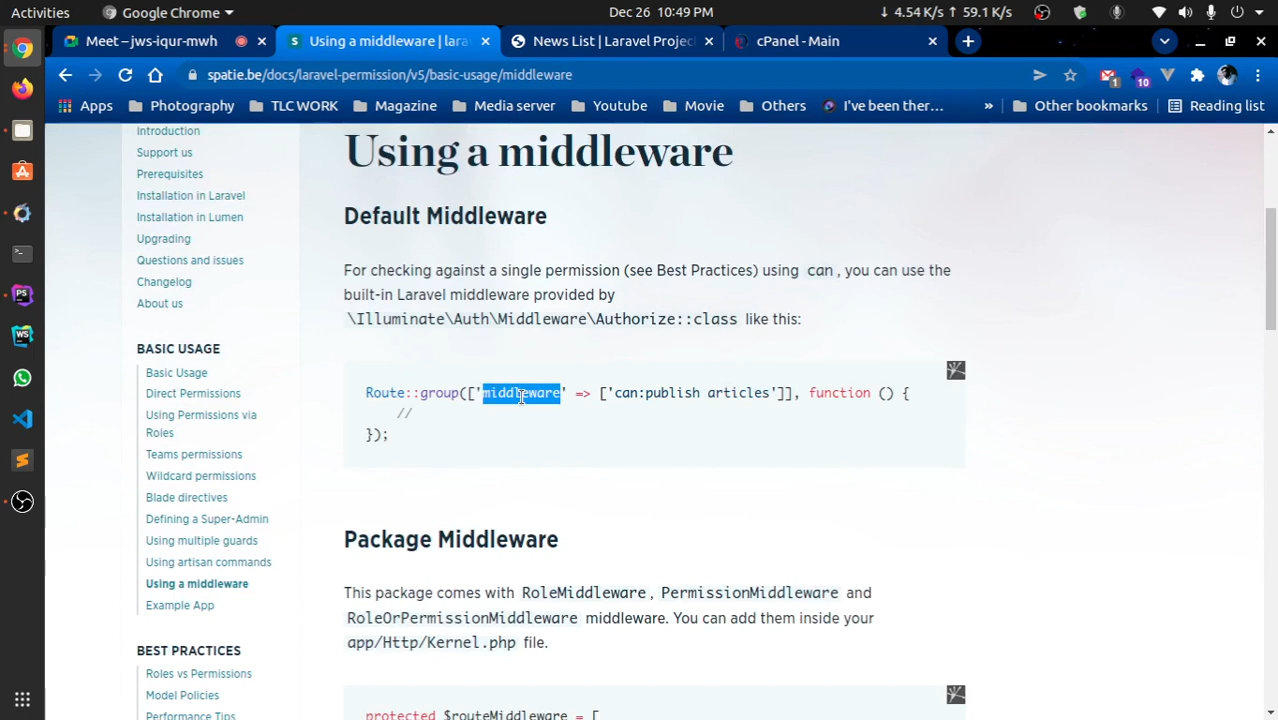 Activities
Google Chrome
Dec 26 10:49 PM
↓ 4.54 K/s ↑ 59.1 K/s
Meet – jws-iqur-mwh
Using a middleware | lara
News List | Laravel Projec
cPanel - Main
spatie.be/docs/laravel-permission/v5/basic-usage/middleware
1
10
Apps
Photography
TLC WORK
Magazine
Media server
Youtube
Movie
Others
I've been ther…
»
Other bookmarks
Reading list
Introduction
Support us
Prerequisites
Installation in Laravel
Installation in Lumen
Upgrading
Questions and issues
Changelog
About us
BASIC USAGE
Basic Usage
Direct Permissions
Using Permissions via
Roles
Teams permissions
Wildcard permissions
Blade directives
Defining a Super-Admin
Using multiple guards
Using artisan commands
Using a middleware
Example App
BEST PRACTICES
Roles vs Permissions
Model Policies
Performance Tips
Using a middleware
Default Middleware
For checking against a single permission (see Best Practices) using can , you can use the
built-in Laravel middleware provided by
\Illuminate\Auth\Middleware\Authorize::class like this:
Route::group(['middleware' => ['can:publish articles']], function () {
//
});
Package Middleware
This package comes with RoleMiddleware , PermissionMiddleware and
RoleOrPermissionMiddleware middleware. You can add them inside your
app/Http/Kernel.php file.
protected $routeMiddleware = [
PS
WS